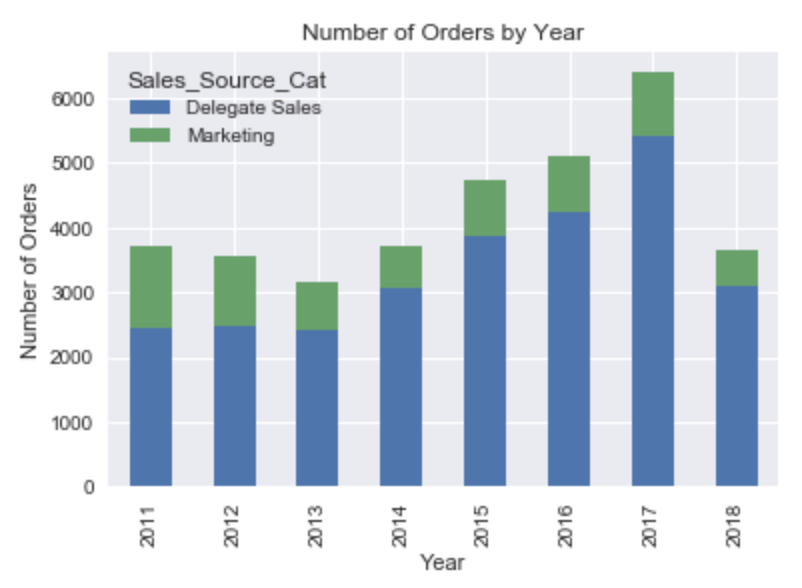 Number of Orders by Year
Sales_Source_Cat
Delegate Sales
Marketing
Number of Orders
6000
5000
4000
3000
2000
1000
0
2011
2012
2013
2014
2015
2016
2017
2018
Year